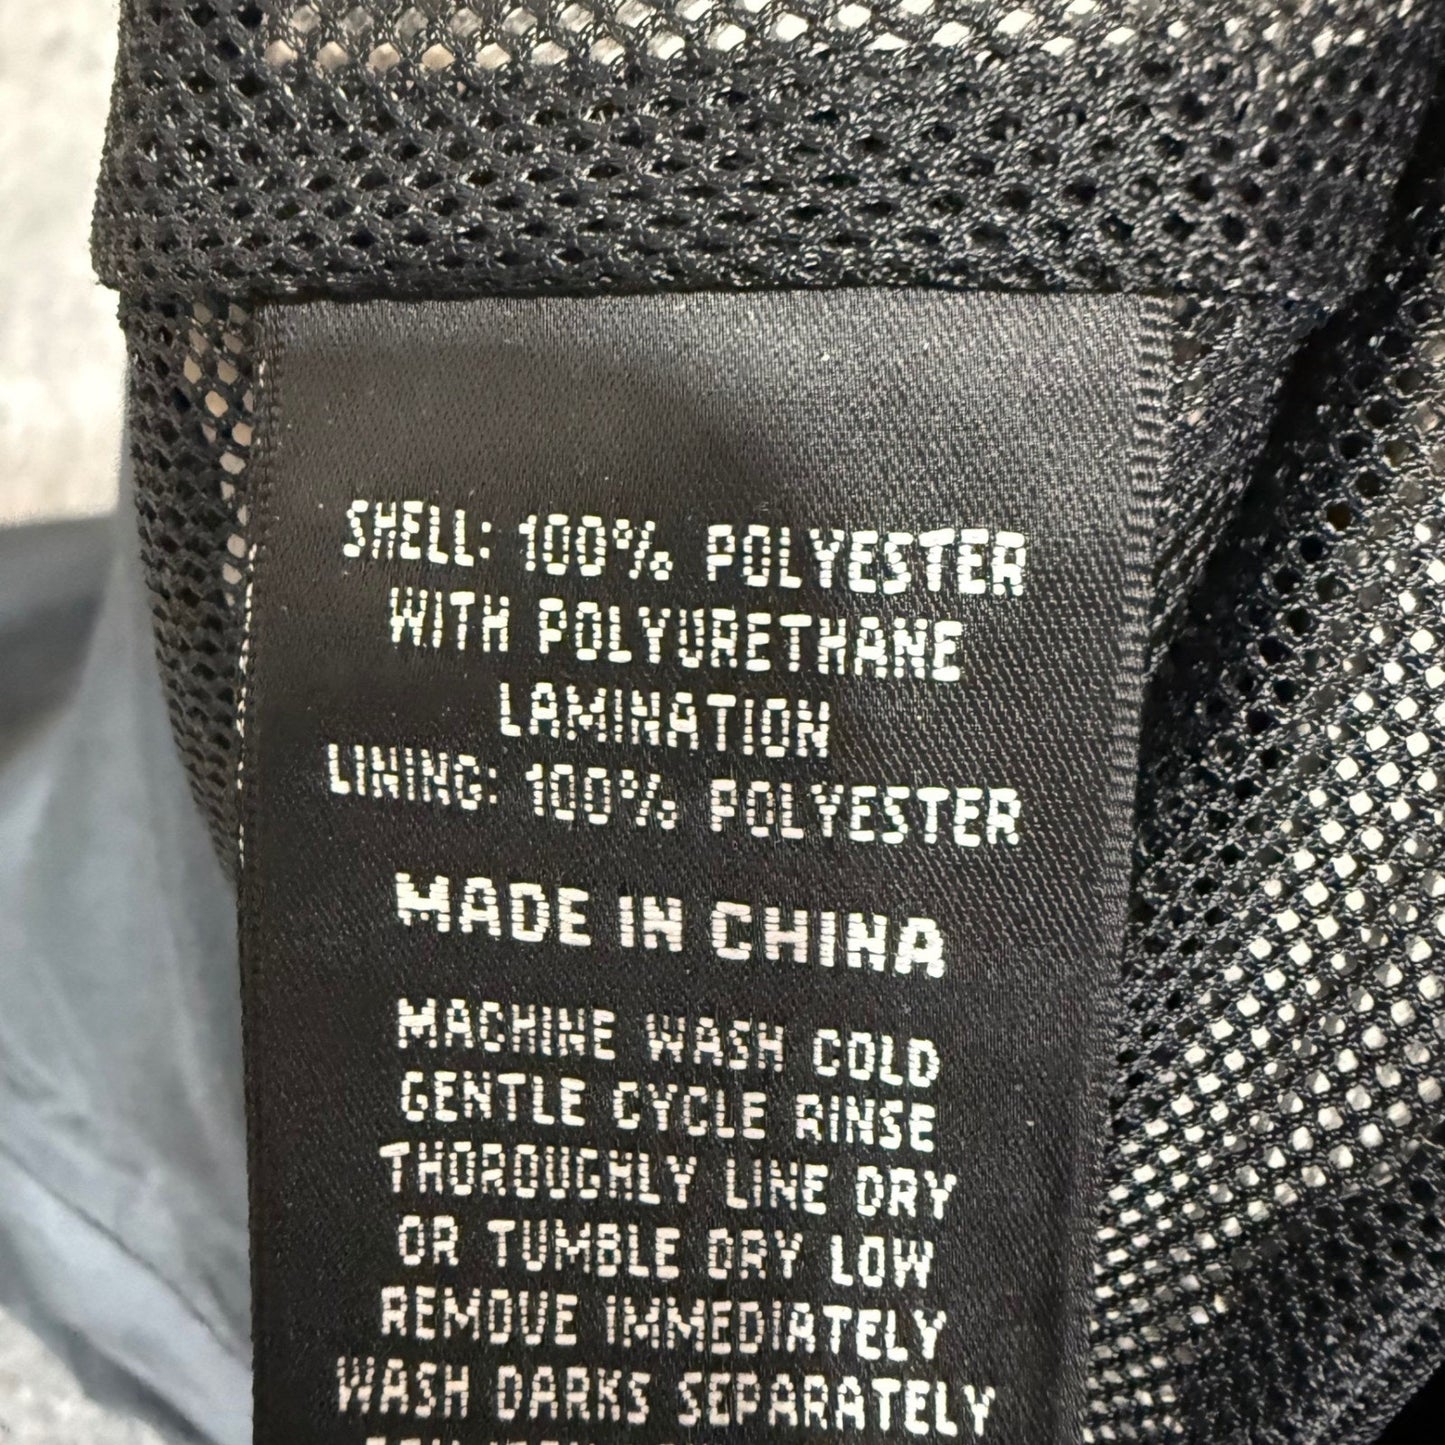 SHELL: 100% POLYESTER
WITH POLYURETHANE
LAMINATION
LINING: 100% POLYESTER
MADE IN CHINA
MACHINE WASH COLD
GENTLE CYCLE RINSE
THOROUGHLY LINE DRY
OR TUMBLE DRY LOW
REMOVE IMMEDIATELY
WASH DARKS SEPARATELY